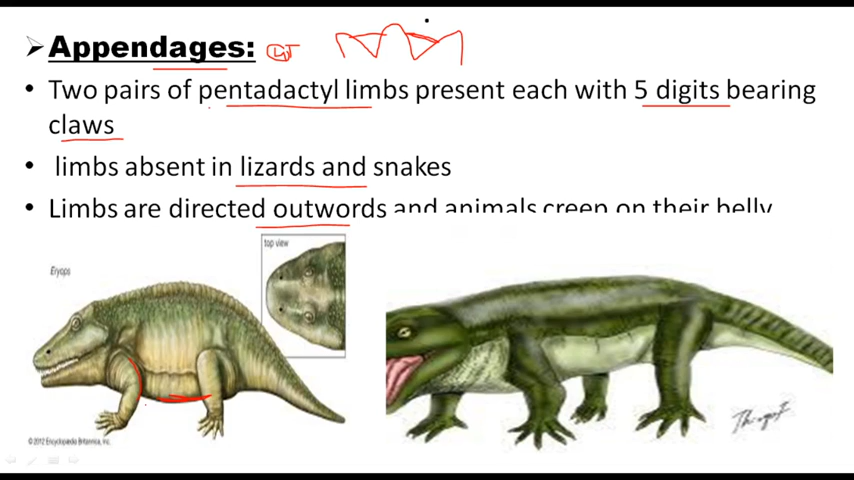 Appendages:
Two pairs of pentadactyl limbs present each with 5 digits bearing
claws
limbs absent in lizards and snakes
Limbs are directed outwords and animals creep on their belly
top view
Eryops
© 2012 Encyclopædia Britannica, Inc.